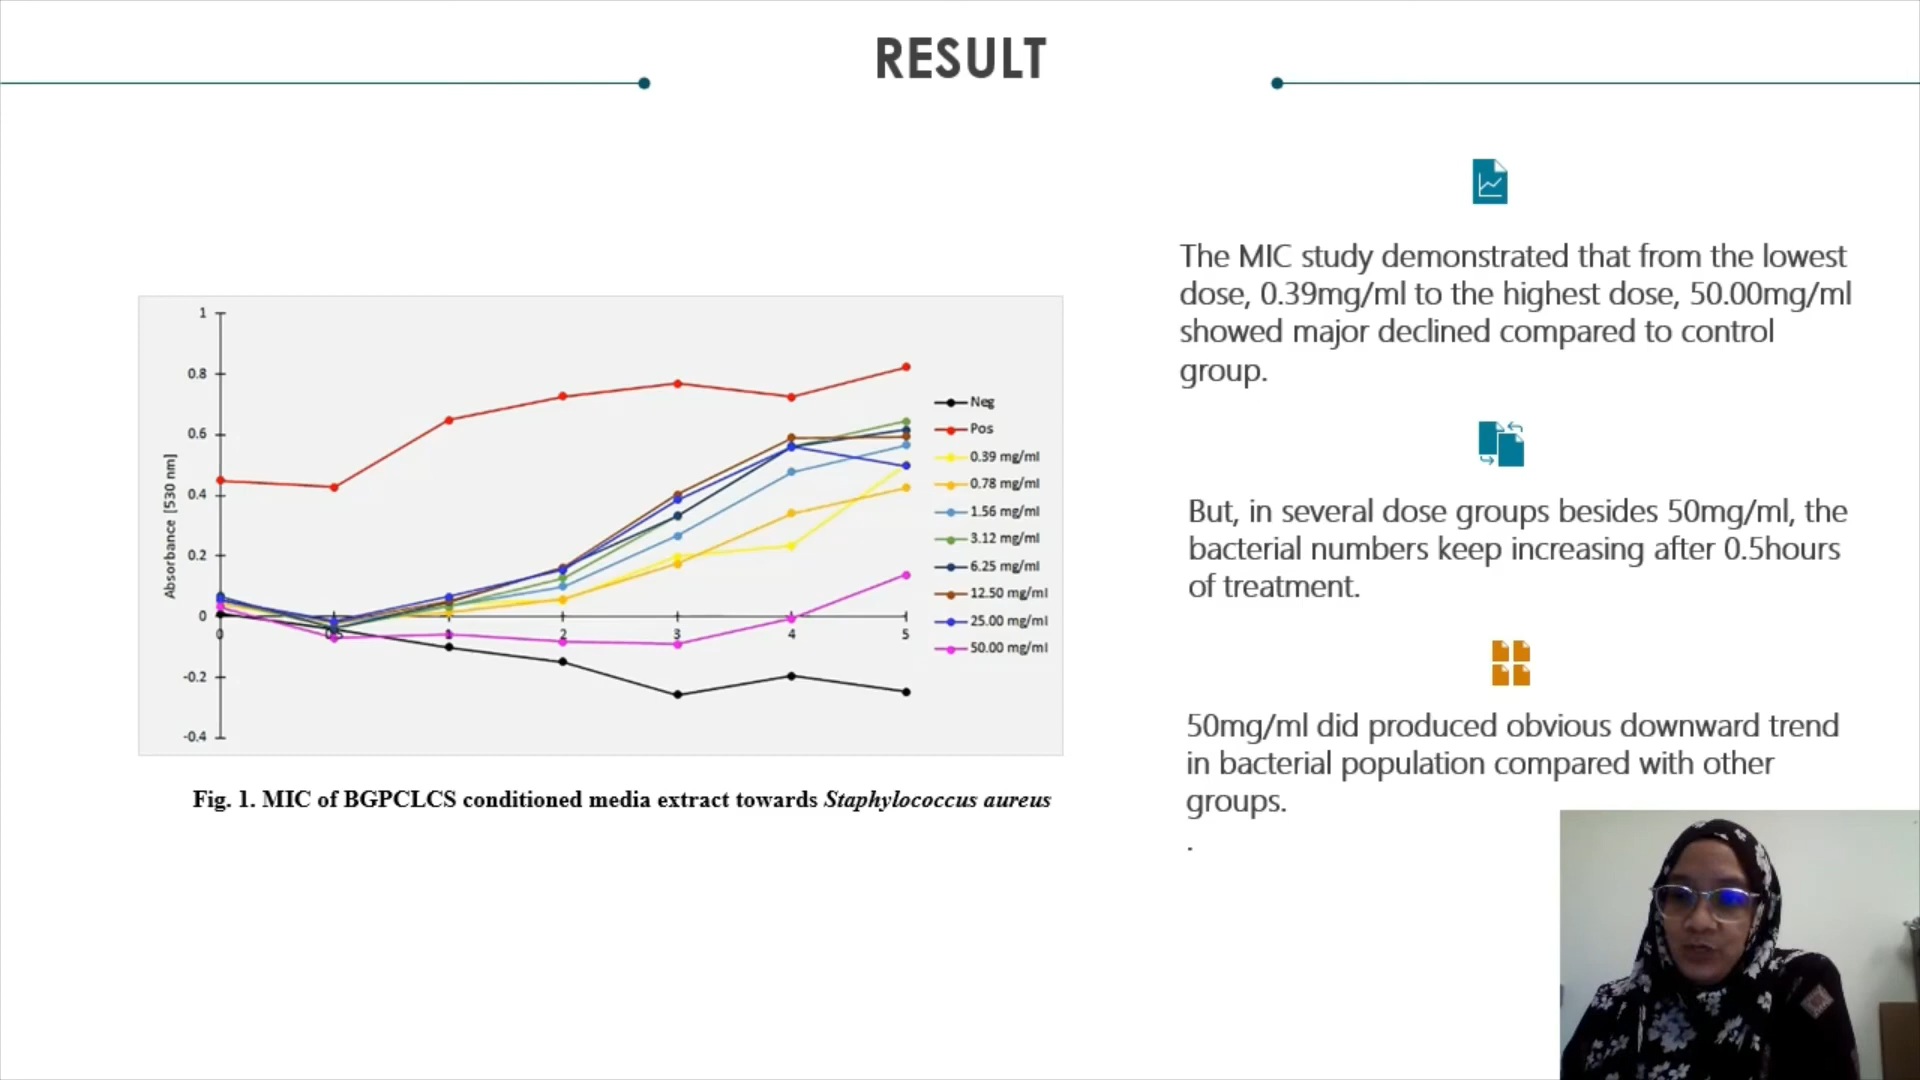 RESULT
The MIC study demonstrated that from the lowest
dose, 0.39mg/ml to the highest dose, 50.00mg/ml
showed major declined compared to control
group.
But, in several dose groups besides 50mg/ml, the
bacterial numbers keep increasing after 0.5hours
of treatment.
50mg/ml did produced obvious downward trend
in bacterial population compared with other
groups.
.
Absorbance [530 nm]
1
0.8
0.6
0.4
0.2
0
-0.2
-0.4
0 0.5 1 2 3 4 5
Neg
Pos
0.39 mg/ml
0.78 mg/ml
1.56 mg/ml
3.12 mg/ml
6.25 mg/ml
12.50 mg/ml
25.00 mg/ml
50.00 mg/ml
Fig. 1. MIC of BGPCLCS conditioned media extract towards Staphylococcus aureus